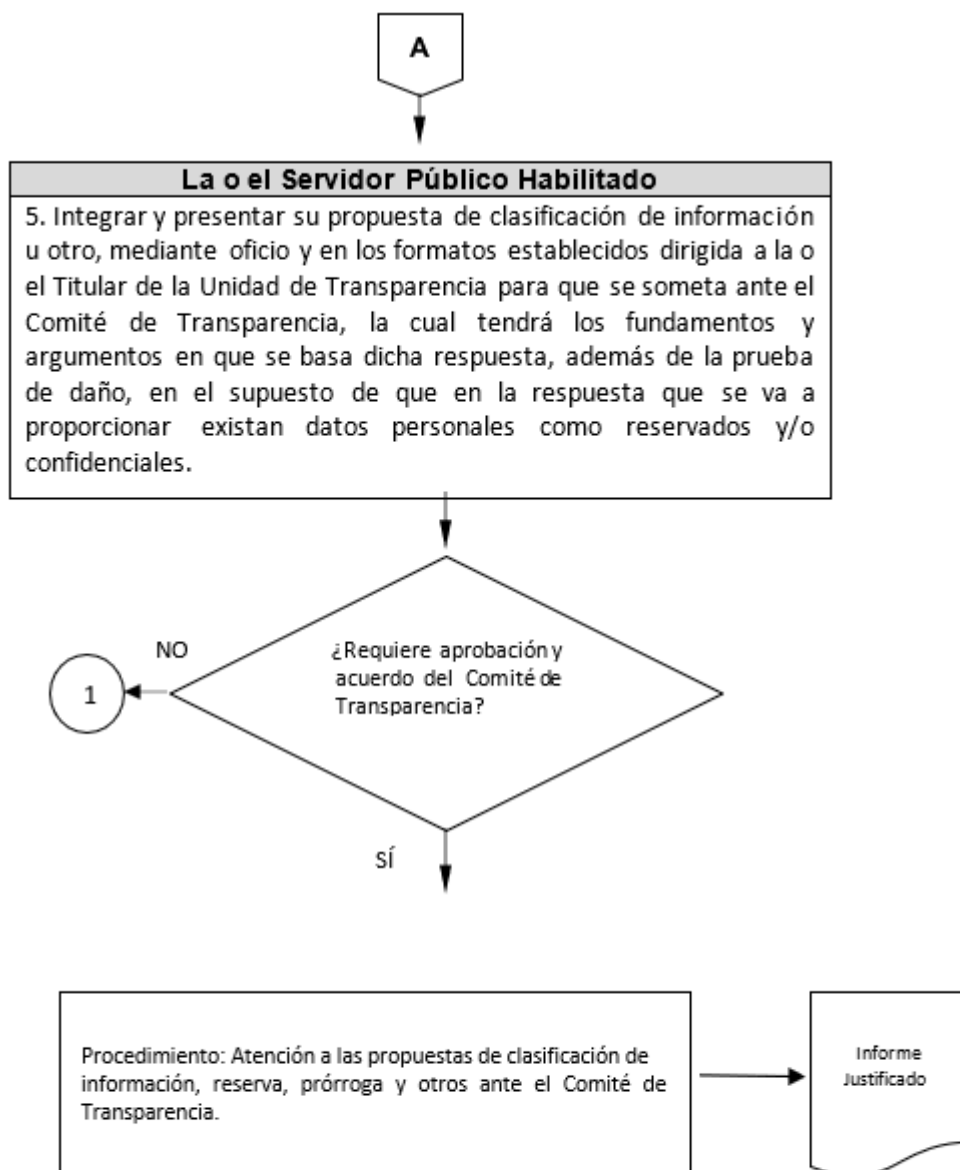 A
La o el Servidor Público Habilitado
5. Integrar y presentar su propuesta de clasificación de información
u otro, mediante oficio y en los formatos establecidos dirigida a la o
el Titular de la Unidad de Transparencia para que se someta ante el
Comité de Transparencia, la cual tendrá los fundamentos y
argumentos en que se basa dicha respuesta, además de la prueba
de daño, en el supuesto de que en la respuesta que se va a
proporcionar existan datos personales como reservados y/o
confidenciales.
NO
1
¿Requiere aprobación y
acuerdo del Comité de
Transparencia?
SÍ
Procedimiento: Atención a las propuestas de clasificación de
información, reserva, prórroga y otros ante el Comité de
Transparencia.
Informe
Justificado